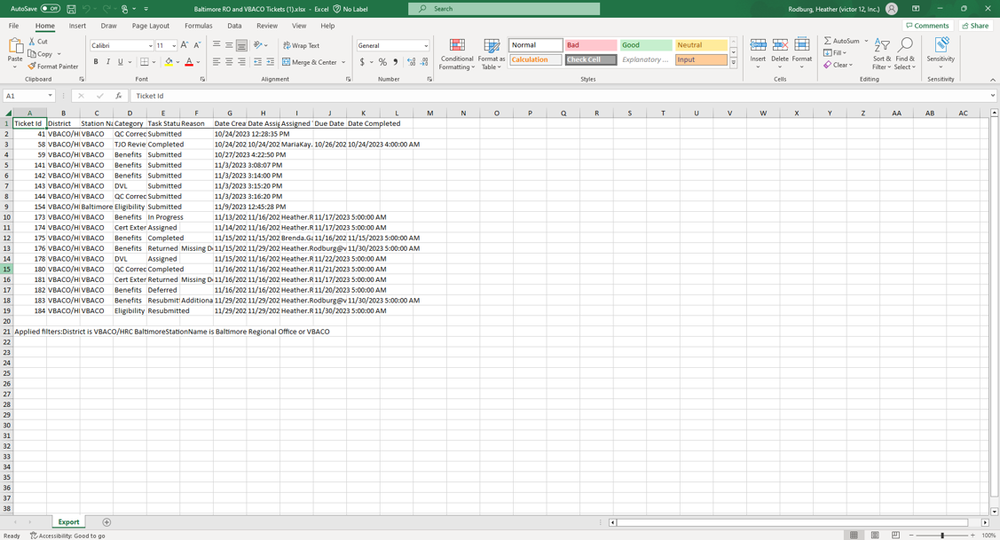 AutoSave Off Baltimore RO and VBACO Tickets (1).xlsx - Excel No Label Search Rodburg, Heather (victor 12, Inc.)
File Home Insert Draw Page Layout Formulas Data Review View Help Comments Share
Paste Cut Copy Format Painter Clipboard
Calibri 11 A A B I U A Font
Wrap Text Merge & Center Alignment
General $ % Number
Conditional Formatting Format as Table
Normal Bad Good Neutral
Calculation Check Cell Explanatory ... Input
Styles
Insert Delete Format Cells
AutoSum Fill Clear Sort & Filter Find & Select Editing
Sensitivity Sensitivity
A1 fx Ticket Id
A B C D E F G H I J K L M N O P Q R S T U V W X Y Z AA AB AC
1 Ticket Id District Station Na Category Task Statu Reason Date Crea Date Assig Assigned Due Date Date Completed
2 41 VBACO/H VBACO QC Correc Submitted 10/24/2023 12:28:35 PM
3 58 VBACO/H VBACO TJO Revie Completed 10/24/202 10/24/202 MariaKay. 10/26/202 10/24/2023 4:00:00 AM
4 59 VBACO/H VBACO Benefits Submitted 10/27/2023 4:22:50 PM
5 141 VBACO/H VBACO Benefits Submitted 11/3/2023 3:08:07 PM
6 142 VBACO/H VBACO Benefits Submitted 11/3/2023 3:14:00 PM
7 143 VBACO/H VBACO DVL Submitted 11/3/2023 3:15:20 PM
8 144 VBACO/H VBACO QC Correc Submitted 11/3/2023 3:16:20 PM
9 154 VBACO/H Baltimore Eligibility Submitted 11/9/2023 12:45:28 PM
10 173 VBACO/H VBACO Benefits In Progress 11/13/202 11/16/202 Heather.R 11/17/2023 5:00:00 AM
11 174 VBACO/H VBACO Cert Exter Assigned 11/14/202 11/16/202 Heather.R 11/17/2023 5:00:00 AM
12 175 VBACO/H VBACO Benefits Completed 11/15/202 11/15/202 Brenda.Ga 11/16/202 11/15/2023 5:00:00 AM
13 176 VBACO/H VBACO Benefits Returned Missing D 11/15/202 11/29/202 Heather.Rodburg@v 11/30/2023 5:00:00 AM
14 178 VBACO/H VBACO DVL Assigned 11/15/202 11/16/202 Heather.R 11/22/2023 5:00:00 AM
15 180 VBACO/H VBACO QC Correc Completed 11/16/202 11/16/202 Heather.R 11/21/2023 5:00:00 AM
16 181 VBACO/H VBACO Cert Exter Returned Missing D 11/16/202 11/16/202 Heather.R 11/17/2023 5:00:00 AM
17 182 VBACO/H VBACO Benefits Deferred 11/16/202 11/16/202 Heather.R 11/20/2023 5:00:00 AM
18 183 VBACO/H VBACO Benefits Resubmitt Additiona 11/29/202 11/29/202 Heather.Rodburg@v 11/30/2023 5:00:00 AM
19 184 VBACO/H VBACO Eligibility Resubmitted 11/29/202 11/29/202 Heather.R 11/30/2023 5:00:00 AM
20
21 Applied filters:District is VBACO/HRC BaltimoreStationName is Baltimore Regional Office or VBACO
22
23
24
25
26
27
28
29
30
31
32
33
34
35
36
37
38
Export
Ready Accessibility: Good to go 100%